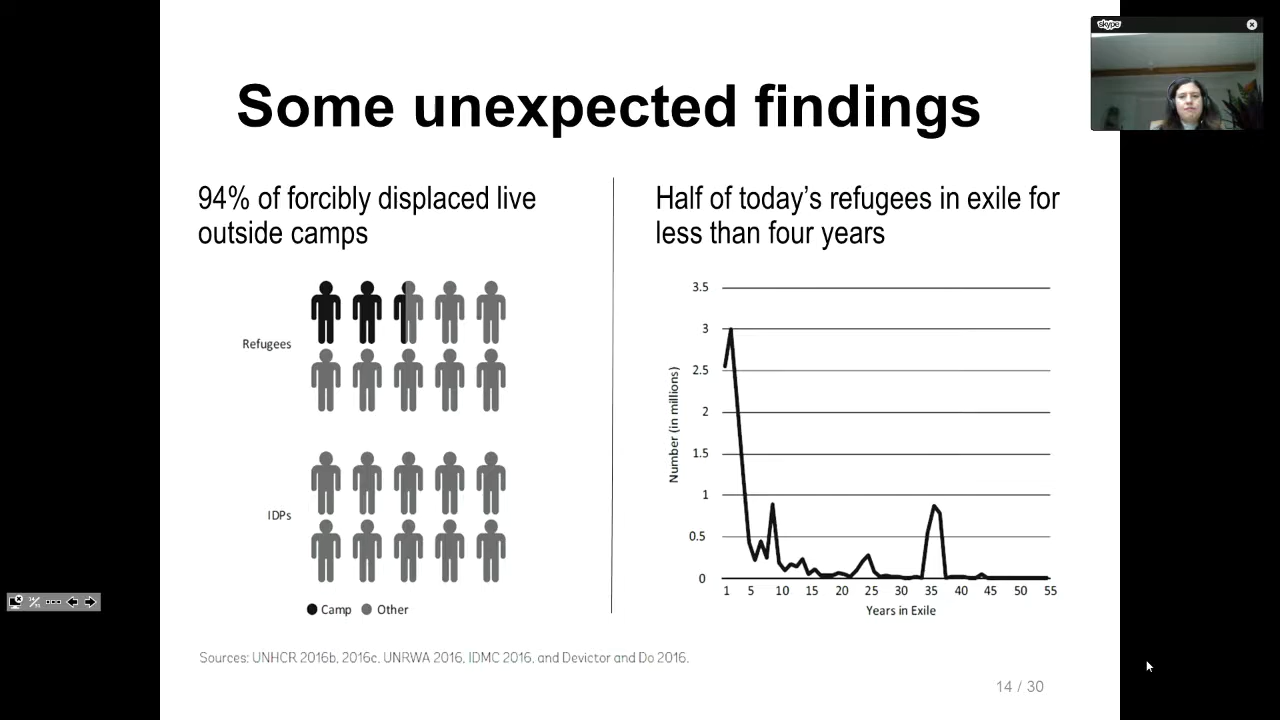 skype
Some unexpected findings
94% of forcibly displaced live
outside camps
Refugees
IDPs
Camp Other
Half of today’s refugees in exile for
less than four years
3.5
3
2.5
2
1.5
1
0.5
0
Number (in millions)
1 5 10 15 20 25 30 35 40 45 50 55
Years in Exile
Sources: UNHCR 2016b, 2016c, UNRWA 2016, IDMC 2016, and Devictor and Do 2016.
14 / 30